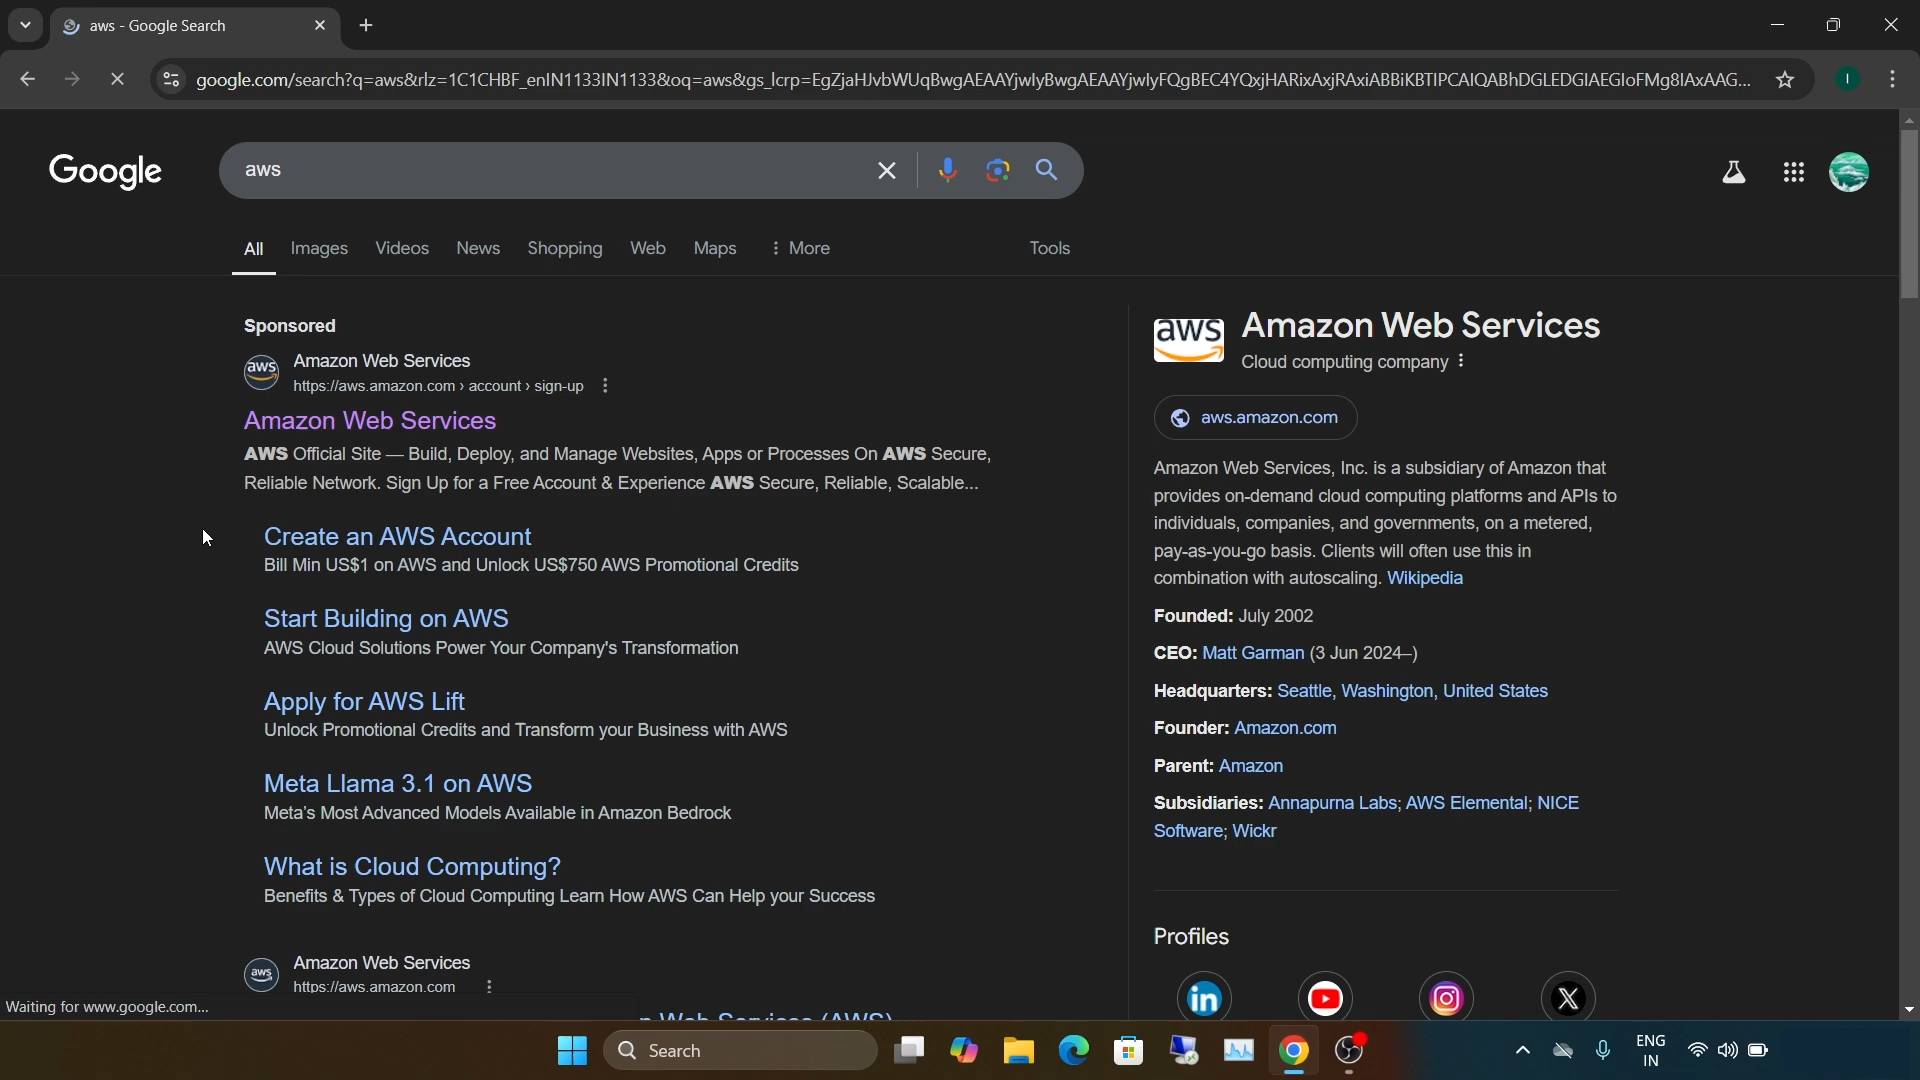 aws - Google Search
google.com/search?q=aws&rlz=1C1CHBF_enIN1133IN1133&oq=aws&gs_lcrp=EgZjaHJvbWUqBwgAEAAYjwIyBwgAEAAYjwIyFQgBEC4YQxjHARixAxjRAxiABBiKBTIPCAIQABhDGLEDGIAEGIoFMg8IAxAAG...
I
Google
aws
All Images Videos News Shopping Web Maps More Tools
Sponsored
aws
Amazon Web Services
https://aws.amazon.com › account › sign-up
Amazon Web Services
AWS Official Site — Build, Deploy, and Manage Websites, Apps or Processes On AWS Secure,
Reliable Network. Sign Up for a Free Account & Experience AWS Secure, Reliable, Scalable...
Create an AWS Account
Bill Min US$1 on AWS and Unlock US$750 AWS Promotional Credits
Start Building on AWS
AWS Cloud Solutions Power Your Company's Transformation
Apply for AWS Lift
Unlock Promotional Credits and Transform your Business with AWS
Meta Llama 3.1 on AWS
Meta's Most Advanced Models Available in Amazon Bedrock
What is Cloud Computing?
Benefits & Types of Cloud Computing Learn How AWS Can Help your Success
aws
Amazon Web Services
https://aws.amazon.com
n Web Services (AWS)
aws
Amazon Web Services
Cloud computing company
aws.amazon.com
Amazon Web Services, Inc. is a subsidiary of Amazon that
provides on-demand cloud computing platforms and APIs to
individuals, companies, and governments, on a metered,
pay-as-you-go basis. Clients will often use this in
combination with autoscaling. Wikipedia
Founded: July 2002
CEO: Matt Garman (3 Jun 2024–)
Headquarters: Seattle, Washington, United States
Founder: Amazon.com
Parent: Amazon
Subsidiaries: Annapurna Labs; AWS Elemental; NICE
Software; Wickr
Profiles
in
X
Waiting for www.google.com...
Search
ENG
IN